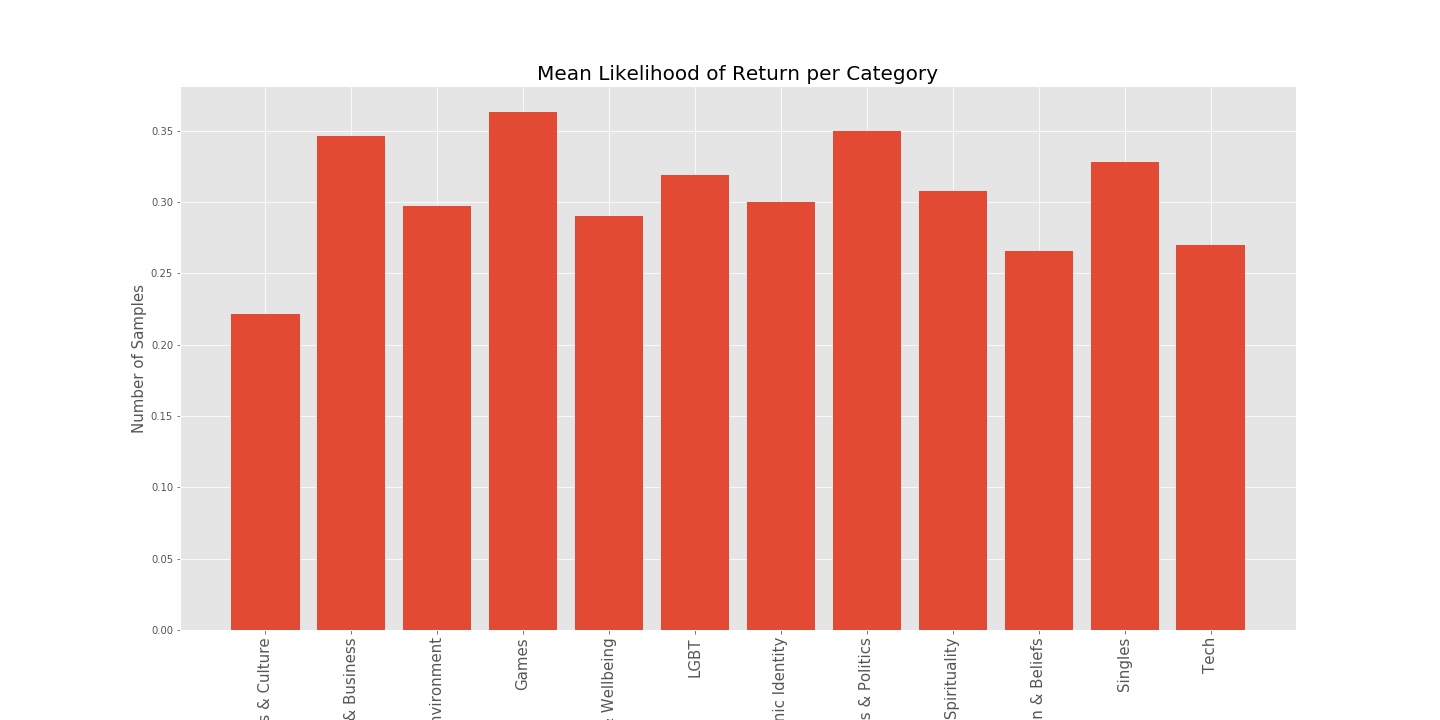 Mean Likelihood of Return per Category
Number of Samples
0.35
0.30
0.25
0.20
0.15
0.10
0.05
0.00
s & Culture
& Business
nvironment
Games
Wellbeing
LGBT
nic Identity
s & Politics
Spirituality
n & Beliefs
Singles
Tech